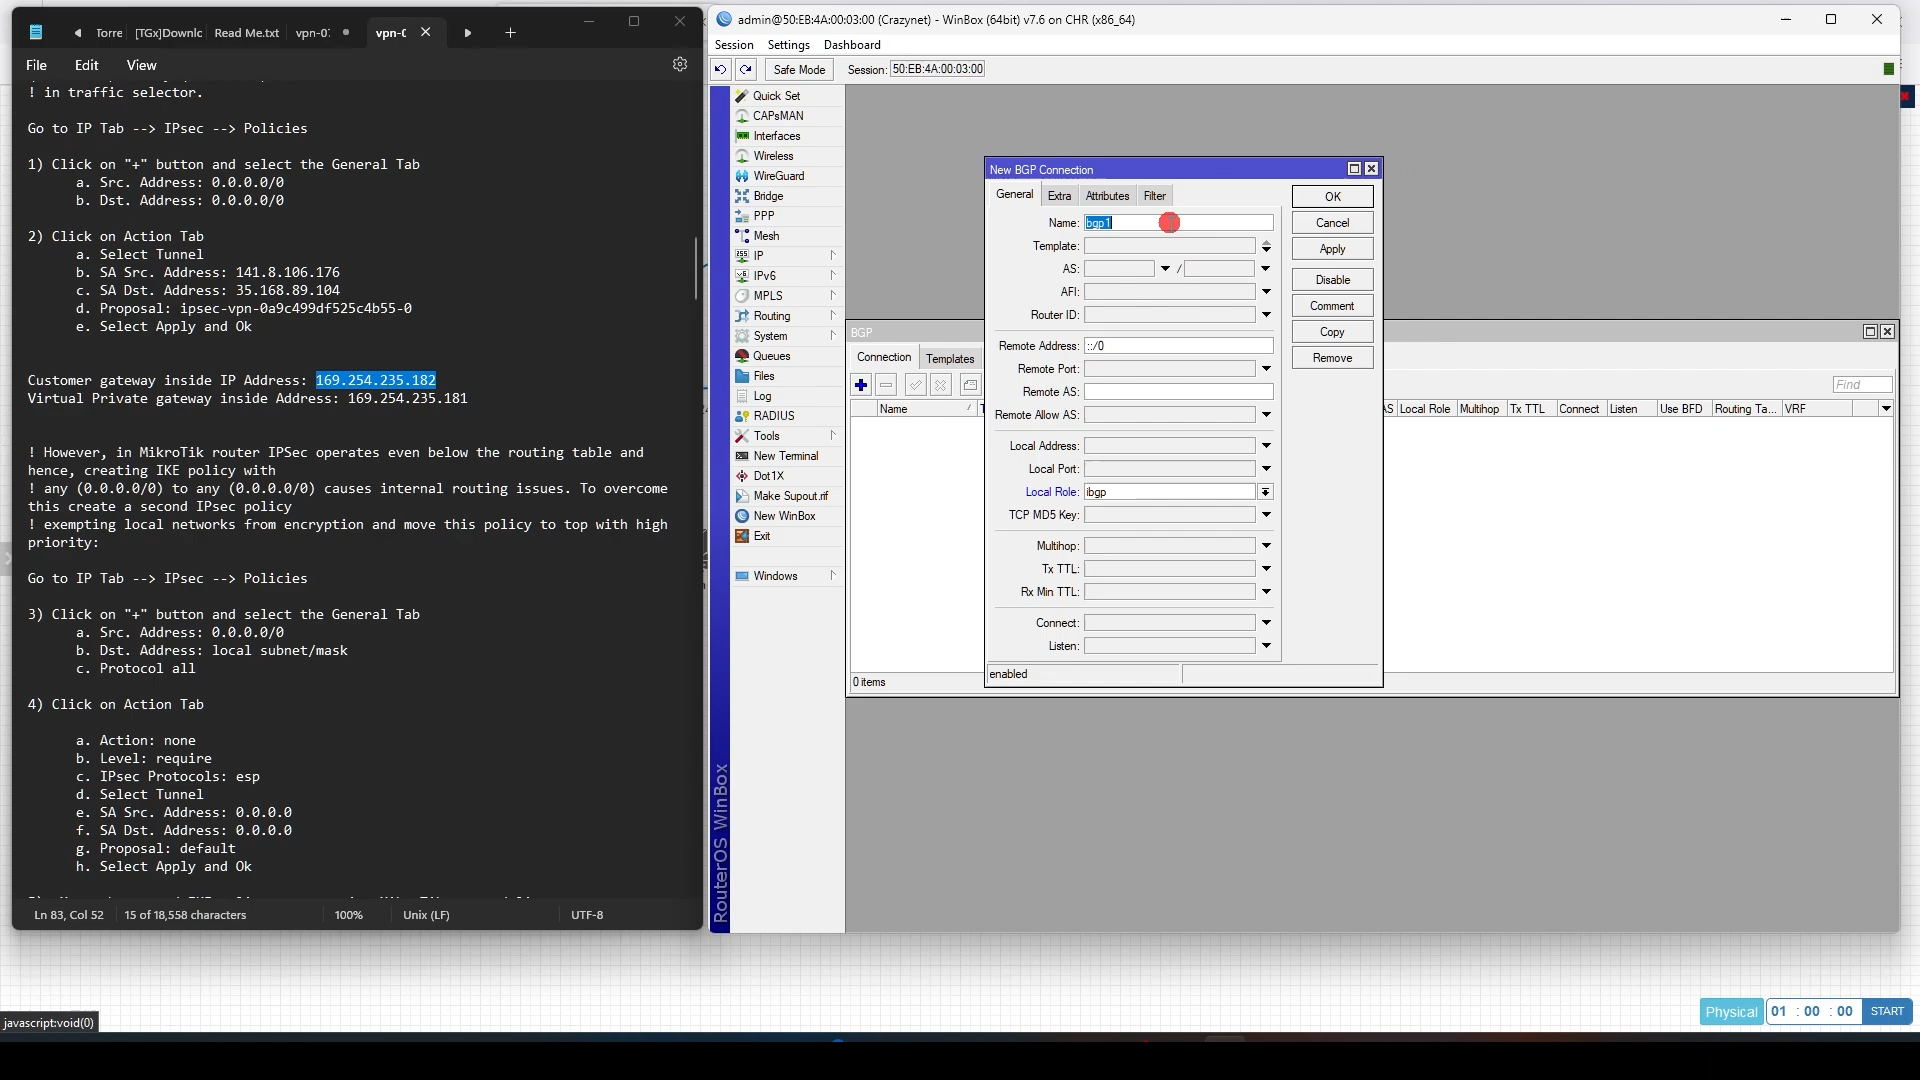 Torre
[TGx]Downlc
Read Me.txt
vpn-0
vpn-0
File
Edit
View
! in traffic selector.
Go to IP Tab --> IPsec --> Policies
1) Click on "+" button and select the General Tab
a. Src. Address: 0.0.0.0/0
b. Dst. Address: 0.0.0.0/0
2) Click on Action Tab
a. Select Tunnel
b. SA Src. Address: 141.8.106.176
c. SA Dst. Address: 35.168.89.104
d. Proposal: ipsec-vpn-0a9c499df525c4b55-0
e. Select Apply and Ok
Customer gateway inside IP Address: 169.254.235.182
Virtual Private gateway inside Address: 169.254.235.181
! However, in MikroTik router IPSec operates even below the routing table and
hence, creating IKE policy with
! any (0.0.0.0/0) to any (0.0.0.0/0) causes internal routing issues. To overcome
this create a second IPsec policy
! exempting local networks from encryption and move this policy to top with high
priority:
Go to IP Tab --> IPsec --> Policies
3) Click on "+" button and select the General Tab
a. Src. Address: 0.0.0.0/0
b. Dst. Address: local subnet/mask
c. Protocol all
4) Click on Action Tab
a. Action: none
b. Level: require
c. IPsec Protocols: esp
d. Select Tunnel
e. SA Src. Address: 0.0.0.0
f. SA Dst. Address: 0.0.0.0
g. Proposal: default
h. Select Apply and Ok
Ln 83, Col 52
15 of 18,558 characters
100%
Unix (LF)
UTF-8
javascript:void(0)
admin@50:EB:4A:00:03:00 (Crazynet) - WinBox (64bit) v7.6 on CHR (x86_64)
Session
Settings
Dashboard
Safe Mode
Session: 50:EB:4A:00:03:00
Quick Set
CAPsMAN
Interfaces
Wireless
WireGuard
Bridge
PPP
Mesh
IP
IPv6
MPLS
Routing
System
Queues
Files
Log
RADIUS
Tools
New Terminal
Dot1X
Make Supout.rif
New WinBox
Exit
Windows
RouterOS WinBox
BGP
Connection
Templates
Find
Name
AS
Local Role
Multihop
Tx TTL
Connect
Listen
Use BFD
Routing Ta...
VRF
0 items
New BGP Connection
General
Extra
Attributes
Filter
Name: bgp1
Template:
AS: /
AFI:
Router ID:
Remote Address: ::/0
Remote Port:
Remote AS:
Remote Allow AS:
Local Address:
Local Port:
Local Role: ibgp
TCP MD5 Key:
Multihop:
Tx TTL:
Rx Min TTL:
Connect:
Listen:
enabled
OK
Cancel
Apply
Disable
Comment
Copy
Remove
Physical
01 : 00 : 00
START